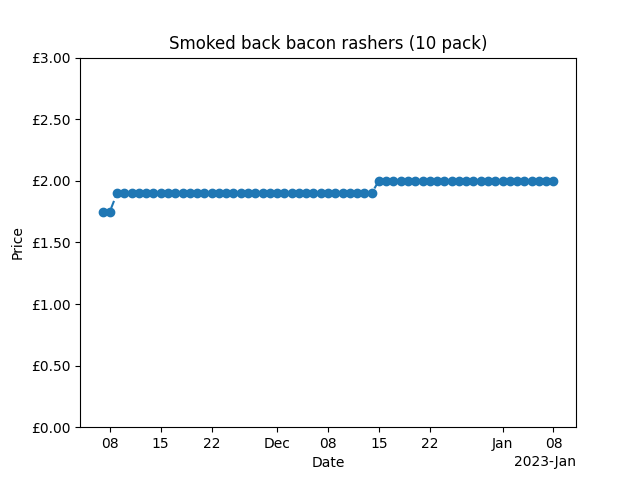 Smoked back bacon rashers (10 pack)
£3.00
£2.50
£2.00
£1.50
£1.00
£0.50
£0.00
Price
08 15 22 Dec 08 15 22 Jan 08
Date
2023-Jan